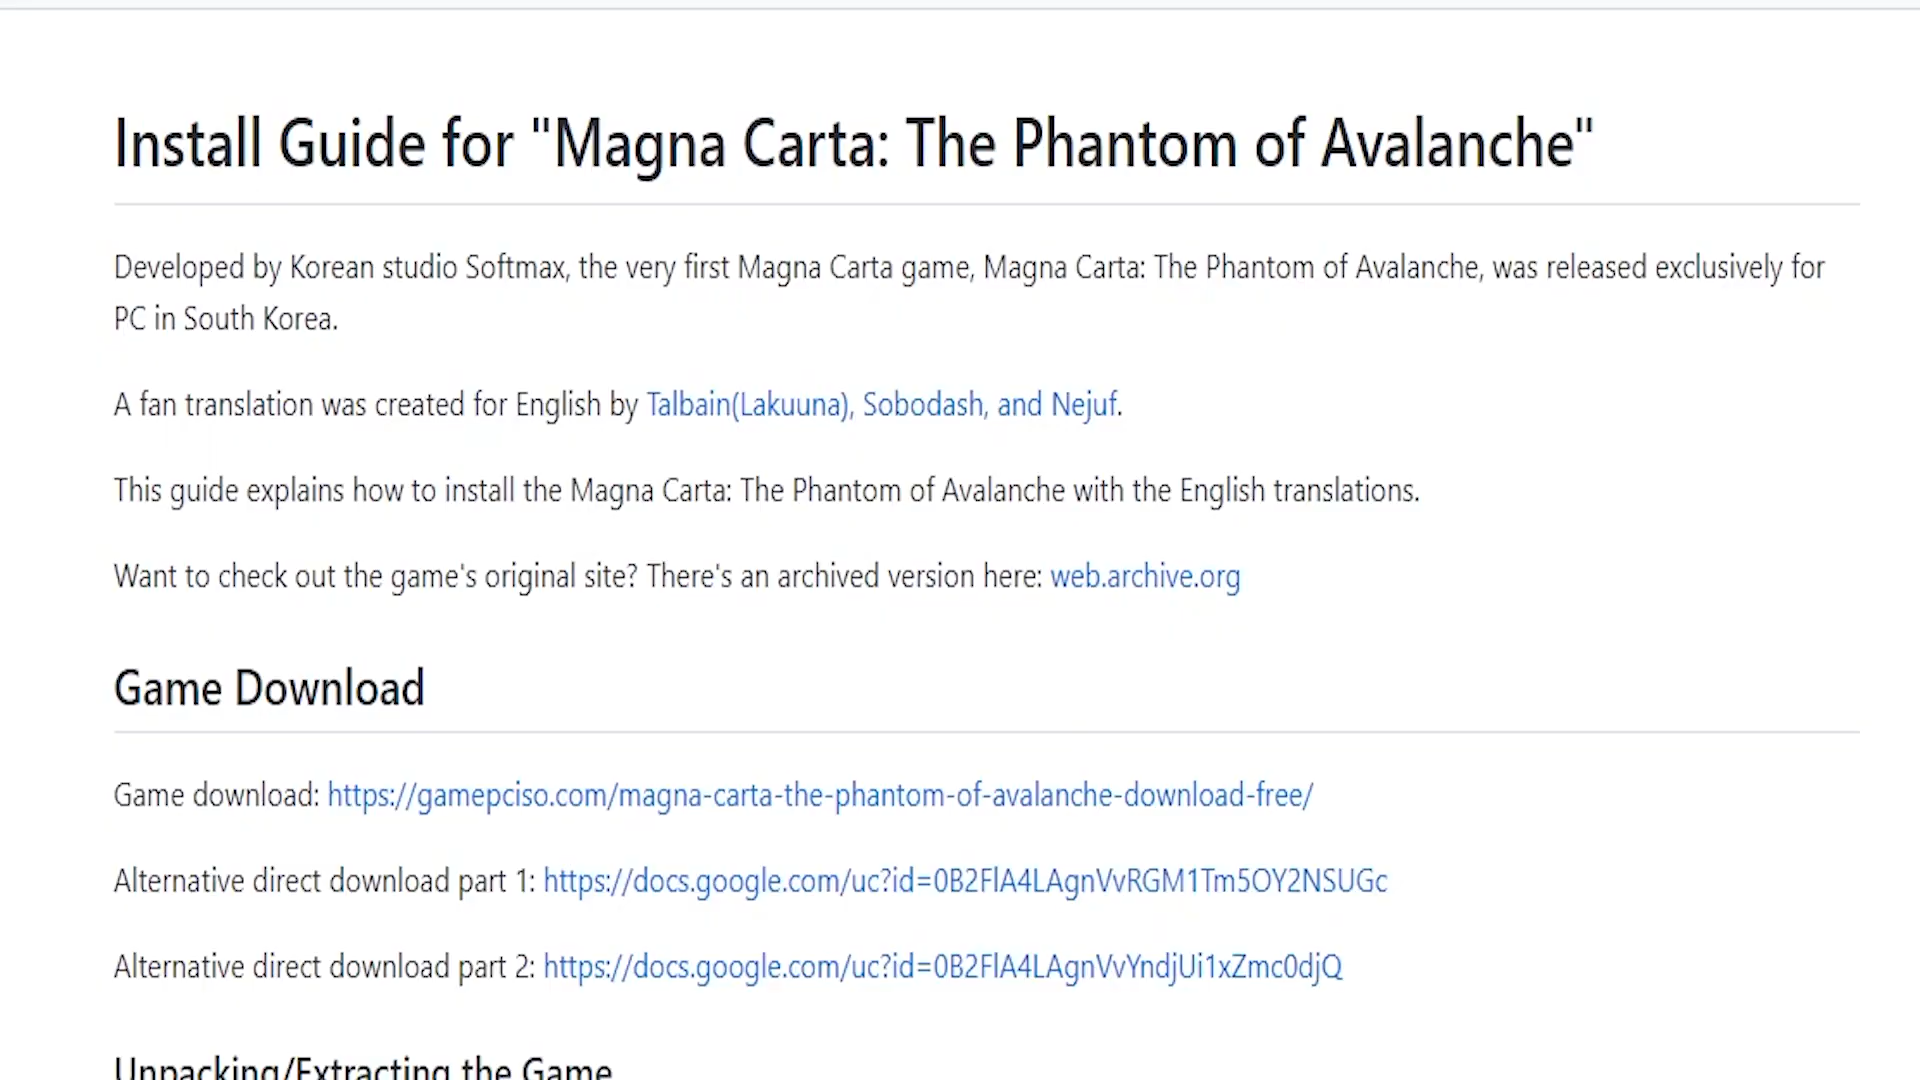 Install Guide for "Magna Carta: The Phantom of Avalanche"
Developed by Korean studio Softmax, the very first Magna Carta game, Magna Carta: The Phantom of Avalanche, was released exclusively for
PC in South Korea.
A fan translation was created for English by Talbain(Lakuuna), Sobodash, and Nejuf.
This guide explains how to install the Magna Carta: The Phantom of Avalanche with the English translations.
Want to check out the game's original site? There's an archived version here: web.archive.org
Game Download
Game download: https://gamepciso.com/magna-carta-the-phantom-of-avalanche-download-free/
Alternative direct download part 1: https://docs.google.com/uc?id=0B2FlA4LAgnVvRGM1Tm5OY2NSUGc
Alternative direct download part 2: https://docs.google.com/uc?id=0B2FlA4LAgnVvYndjUi1xZmc0djQ
Unpacking/Extracting the Game